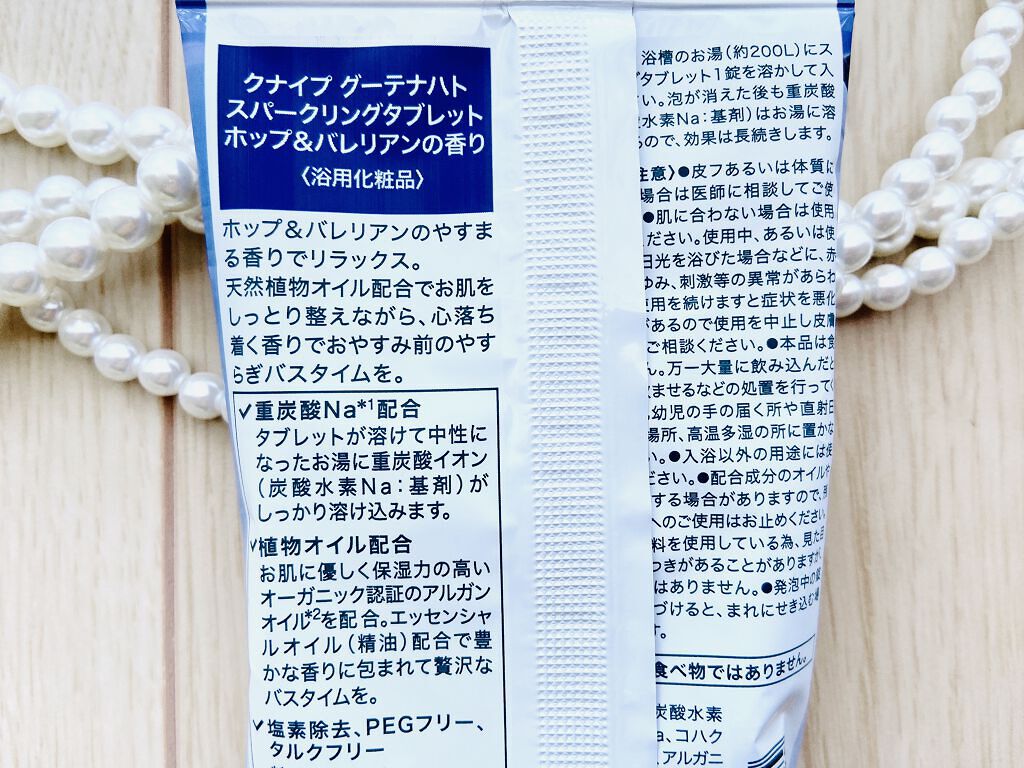 クナイプ グーテナハト
スパークリングタブレット
ホップ&バレリアンの香り
〈浴用化粧品〉
ホップ&バレリアンのやすま
る香りでリラックス。
天然植物オイル配合でお肌を
しっとり整えながら、心落ち
着く香りでおやすみ前のやす
らぎバスタイムを。
✓重炭酸Na*1配合
タブレットが溶けて中性に
なったお湯に重炭酸イオン
(炭酸水素Na:基剤)が
しっかり溶け込みます。
✓植物オイル配合
お肌に優しく保湿力の高い
オーガニック認証のアルガン
オイル*2を配合。エッセンシャ
ルオイル(精油)配合で豊
かな香りに包まれて贅沢な
バスタイムを。
✓塩素除去、PEGフリー、
タルクフリー
浴槽のお湯(約200L)にス
タブレット1錠を溶かして入
い。泡が消えた後も重炭酸
水素Na:基剤)はお湯に溶
ので、効果は長続きします。
意〉●皮フあるいは体質に
場合は医師に相談してご使
●肌に合わない場合は使用
ださい。使用中、あるいは使
日光を浴びた場合などに、赤
ゆみ、刺激等の異常があらわ
使用を続けますと症状を悪化
があるので使用を中止し皮膚
ご相談ください。●本品は食
ん。万一大量に飲み込んだと
ませるなどの処置を行って
幼児の手の届く所や直射日
場所、高温多湿の所に置かな
い。●入浴以外の用途には使
ださい。●配合成分のオイルや
する場合がありますので、
へのご使用はお止めください。
料を使用している為、見た目
つきがあることがありますが、
はありません。●発泡中の
づけると、まれにせき込む
す。
食べ物ではありません。
炭酸水素
a、コハク
アルガニ